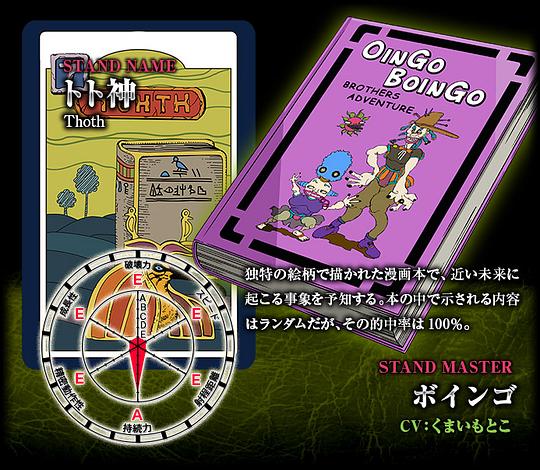 STAND NAME
トト神
Thoth
OINGO
BOINGO
BROTHERS
ADVENTURE
破壊力
スピード
射程距離
持続力
精密動作性
成長性
E
E
E
A
E
E
A
B
C
D
E
独特の絵柄で描かれた漫画本で、近い未来に
起こる事象を予知する。本の中で示される内容
はランダムだが、その的中率は100%。
STAND MASTER
ボインゴ
CV:くまいもとこ